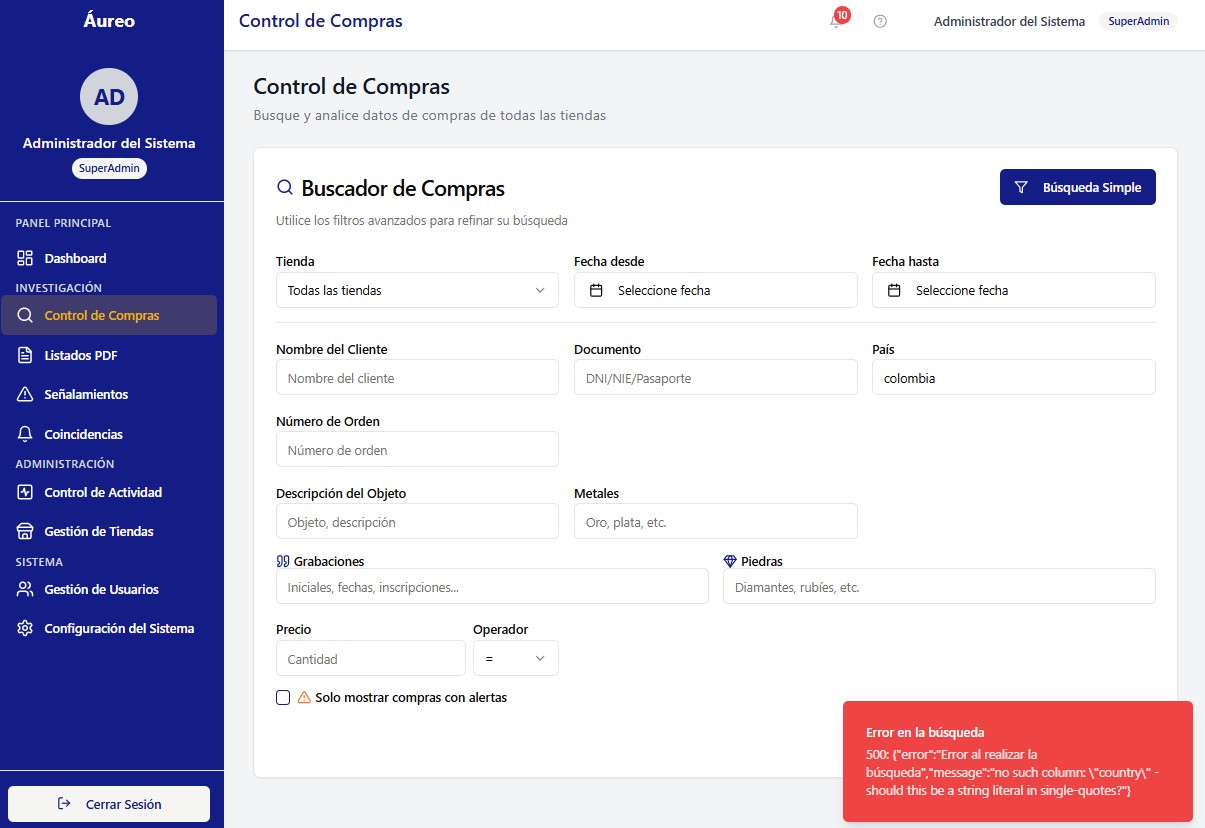 Áureo
AD
Administrador del Sistema
SuperAdmin
PANEL PRINCIPAL
Dashboard
INVESTIGACIÓN
Control de Compras
Listados PDF
Señalamientos
Coincidencias
ADMINISTRACIÓN
Control de Actividad
Gestión de Tiendas
SISTEMA
Gestión de Usuarios
Configuración del Sistema
Cerrar Sesión
Control de Compras
10
Administrador del Sistema SuperAdmin
Control de Compras
Busque y analice datos de compras de todas las tiendas
Buscador de Compras
Búsqueda Simple
Utilice los filtros avanzados para refinar su búsqueda
Tienda Fecha desde Fecha hasta
Todas las tiendas Seleccione fecha Seleccione fecha
Nombre del Cliente Documento País
Nombre del cliente DNI/NIE/Pasaporte colombia
Número de Orden
Número de orden
Descripción del Objeto Metales
Objeto, descripción Oro, plata, etc.
Grabaciones Piedras
Iniciales, fechas, inscripciones... Diamantes, rubíes, etc.
Precio Operador
Cantidad =
Solo mostrar compras con alertas
Error en la búsqueda
500: {"error":"Error al realizar la
búsqueda","message":"no such column: \"country\" -
should this be a string literal in single-quotes?"}